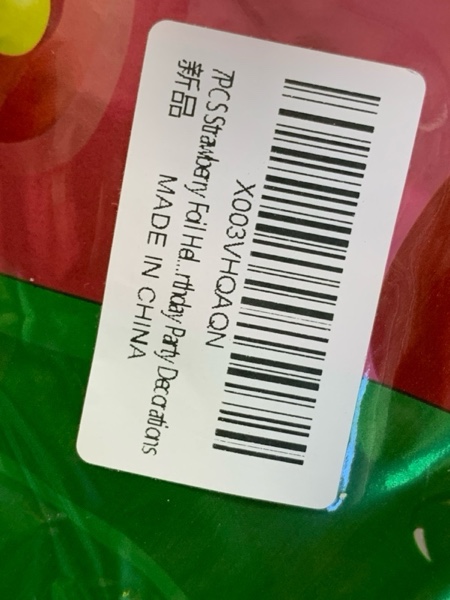 X003VHQAQN
7PCS Strawberry Foil Hel...rthday Party Decorations
新品
MADE IN CHINA